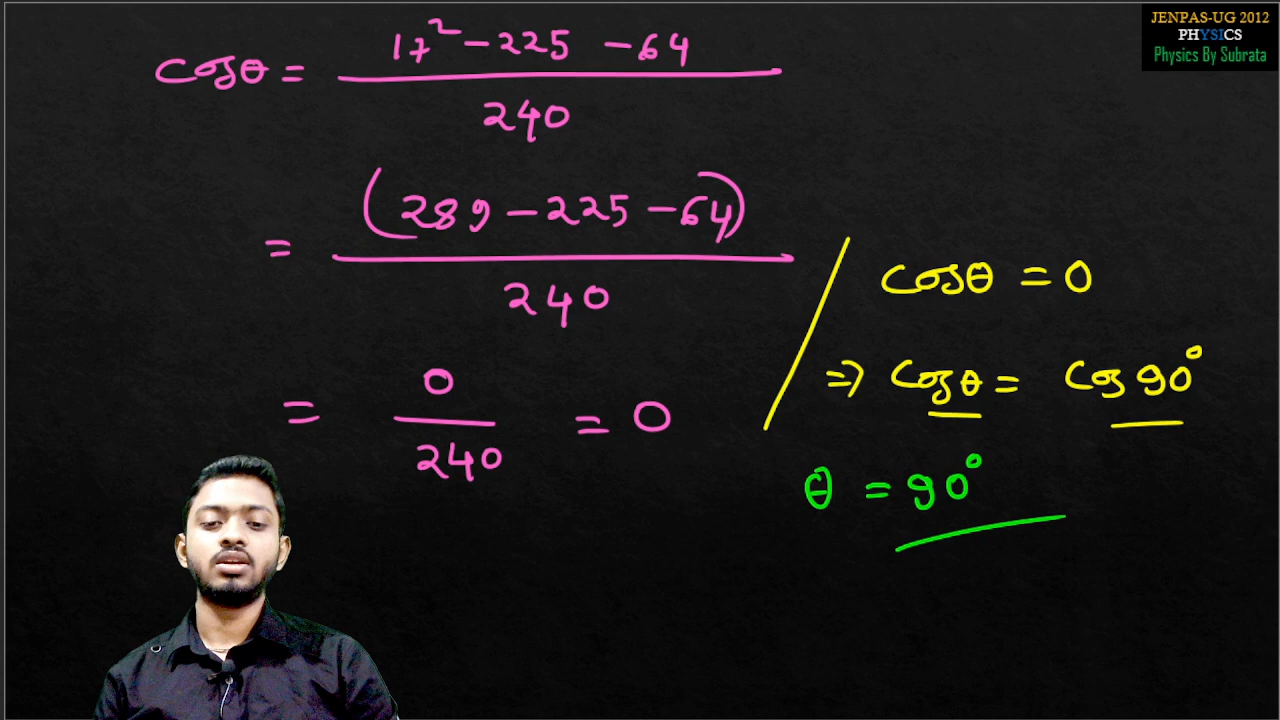 JENPAS-UG 2012
PHYSICS
Physics By Subrata
cosθ = (17² - 225 - 64) / 240
= (289 - 225 - 64) / 240
= 0 / 240 = 0
cosθ = 0
⇒ cosθ = cos 90°
θ = 90°